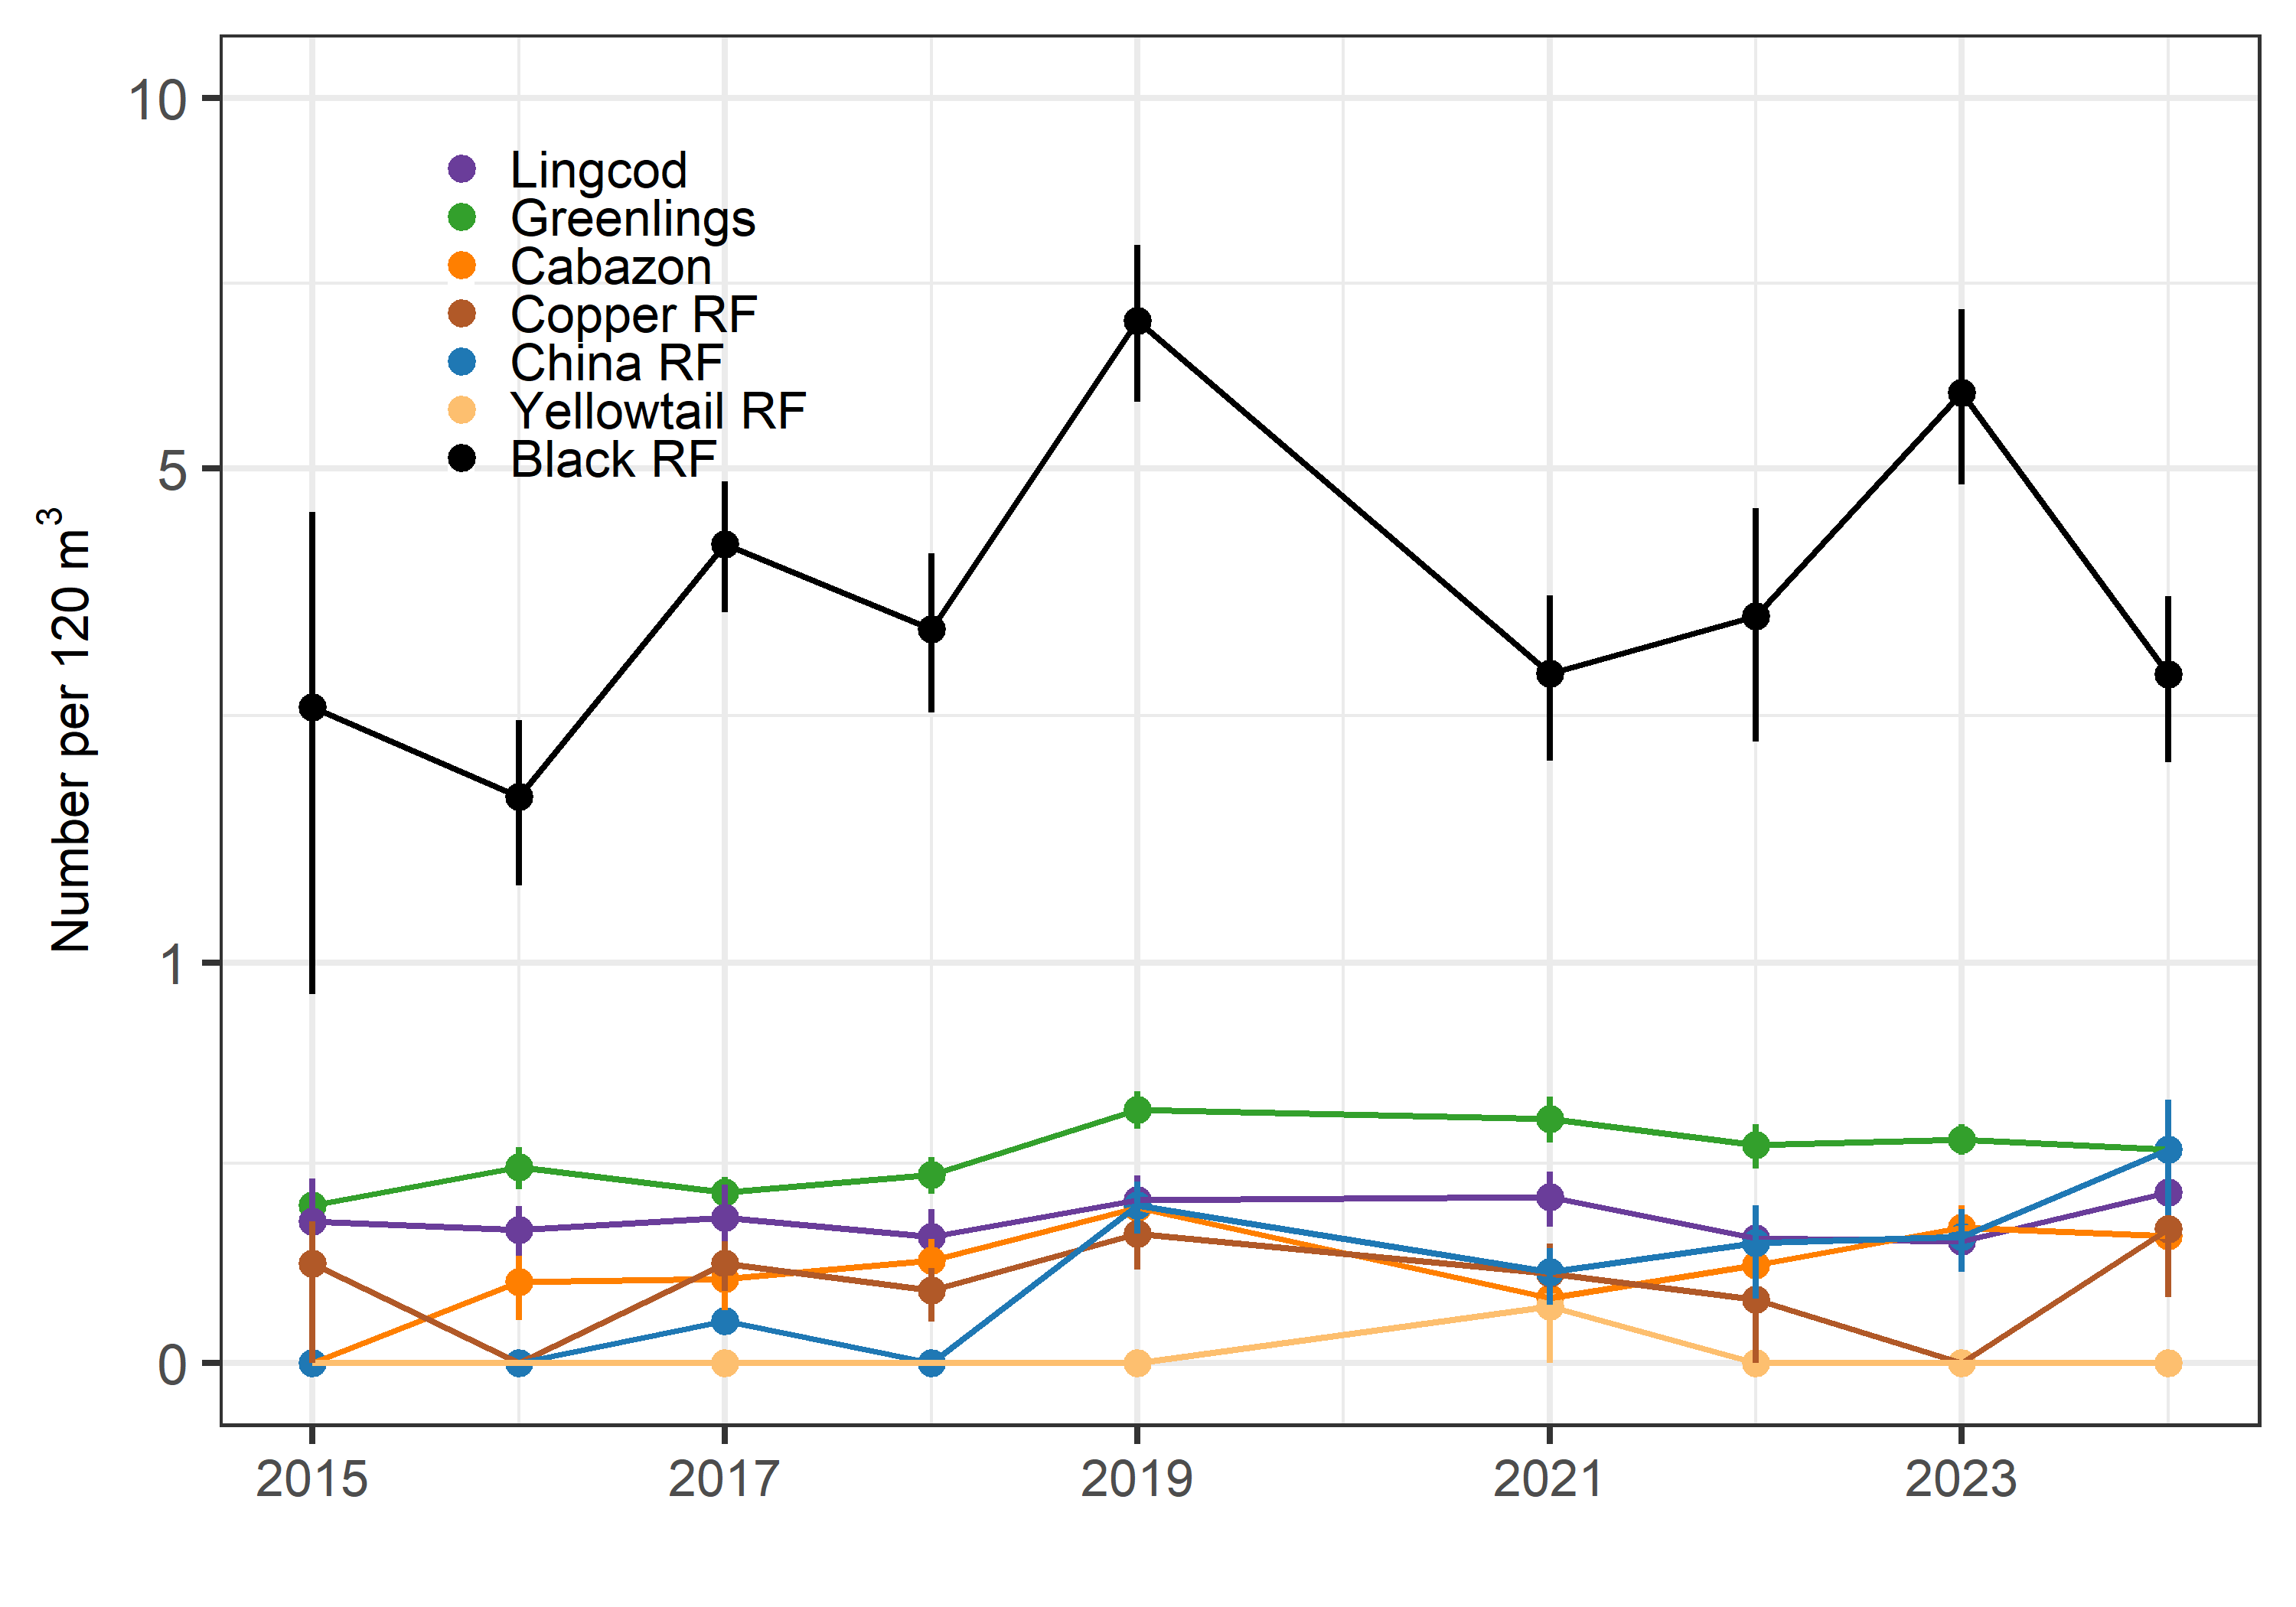 10
5
1
0
Number per 120 m³
Lingcod
Greenlings
Cabazon
Copper RF
China RF
Yellowtail RF
Black RF
2015 2017 2019 2021 2023